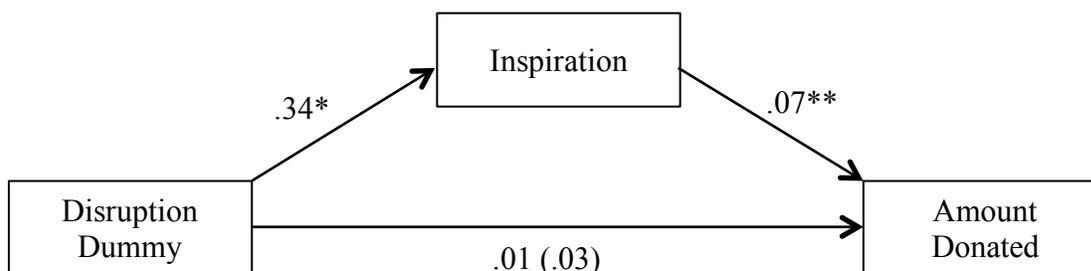 Inspiration
.34*
.07**
Disruption
Dummy
Amount
Donated
.01 (.03)